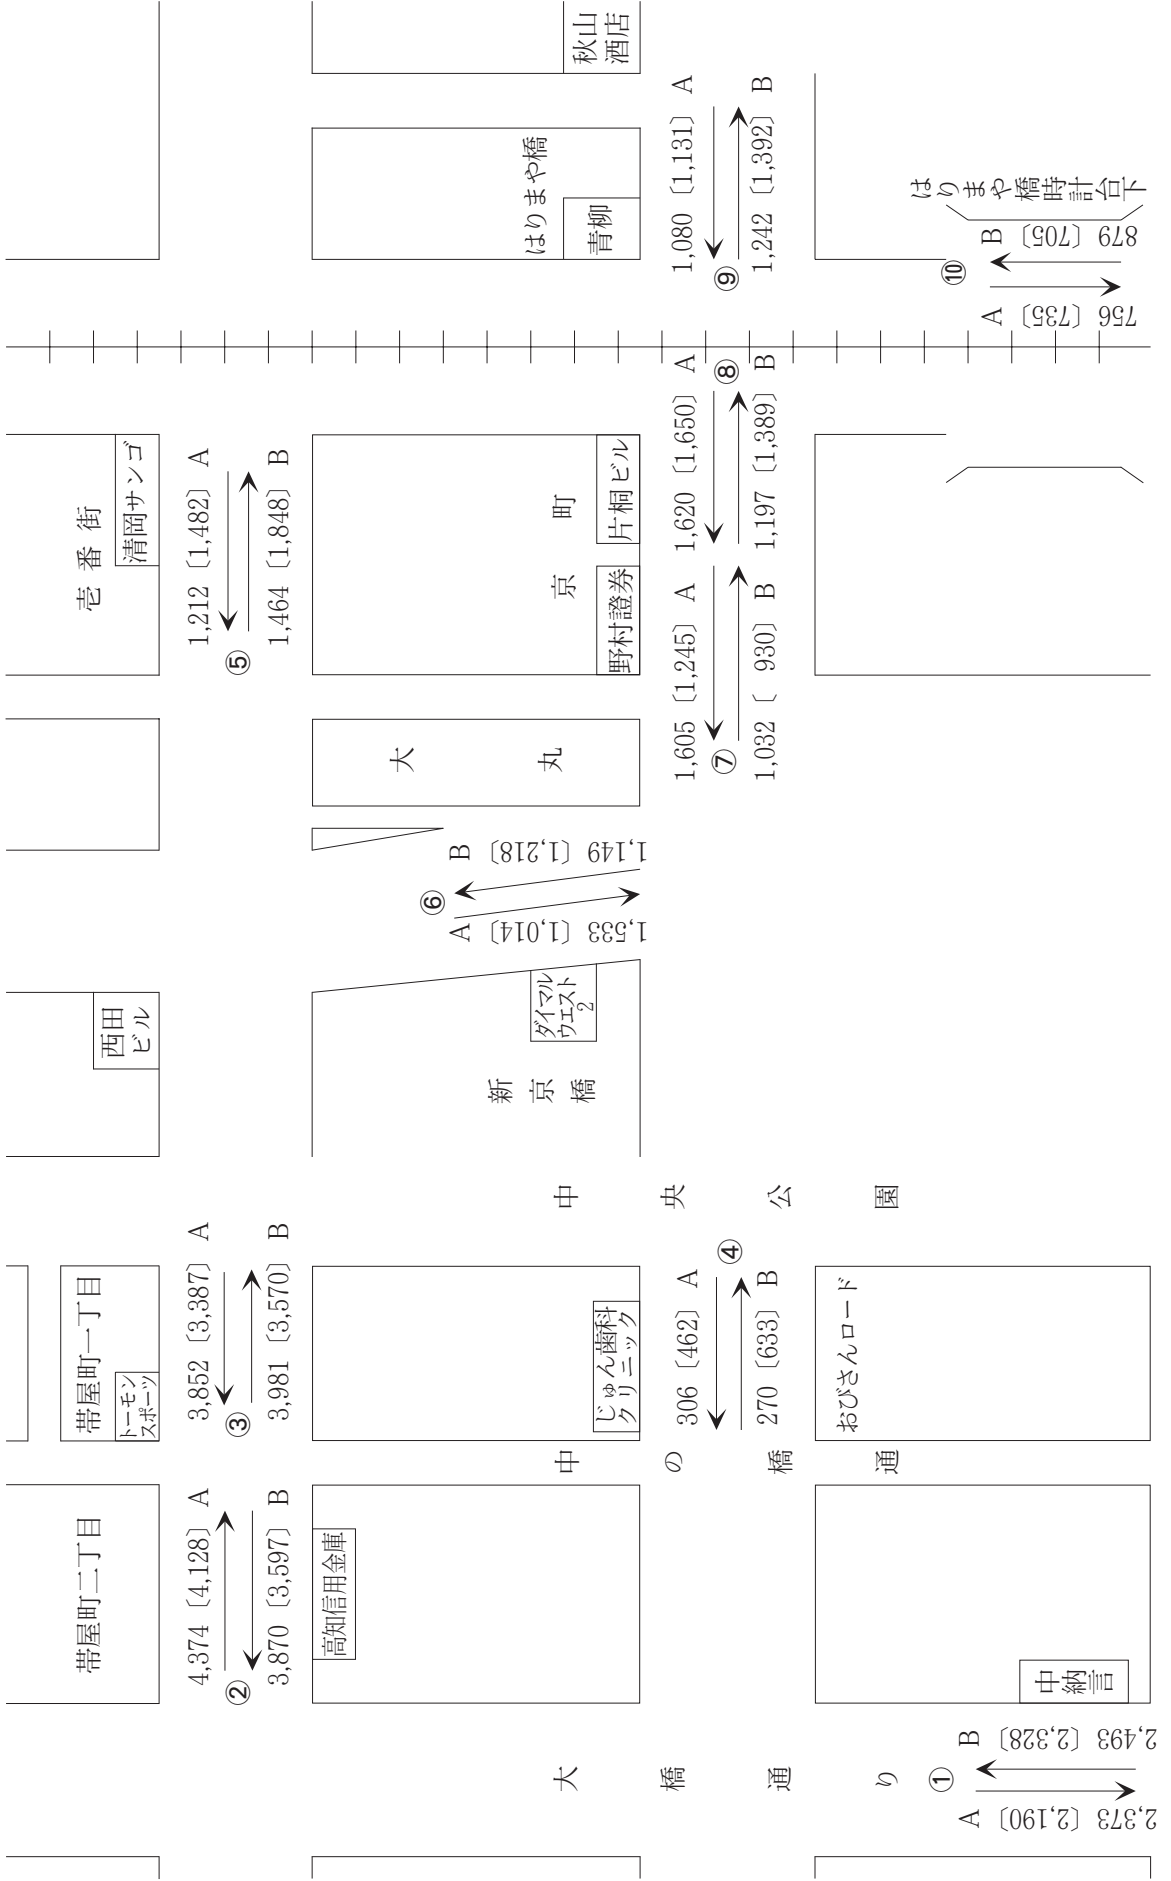 帯屋町二丁目
4,374〔4,128〕A
②
3,870〔3,597〕B
高知信用金庫
帯屋町一丁目
トーモン
スポーツ
3,852〔3,387〕A
③
3,981〔3,570〕B
西田
ビル
壱番街
清岡サンゴ
1,212〔1,482〕A
⑤
1,464〔1,848〕B
⑥
A〔1,014〕1,533
B〔1,218〕1,149
大丸
ダイマル
ウエスト
2
新京橋
京町
野村證券
片桐ビル
はりまや橋
青柳
秋山
酒店
じゅん歯科
クリニック
306〔462〕A
④
270〔633〕B
1,605〔1,245〕A
⑦
1,032〔 930〕B
1,620〔1,650〕A
⑧
1,197〔1,389〕B
1,080〔1,131〕A
⑨
1,242〔1,392〕B
大橋通り
中の橋通
中央公園
おびさんロード
中納言
①
A〔2,190〕2,373
B〔2,328〕2,493
⑩
A〔735〕756
B〔705〕879
はりまや橋時計台下